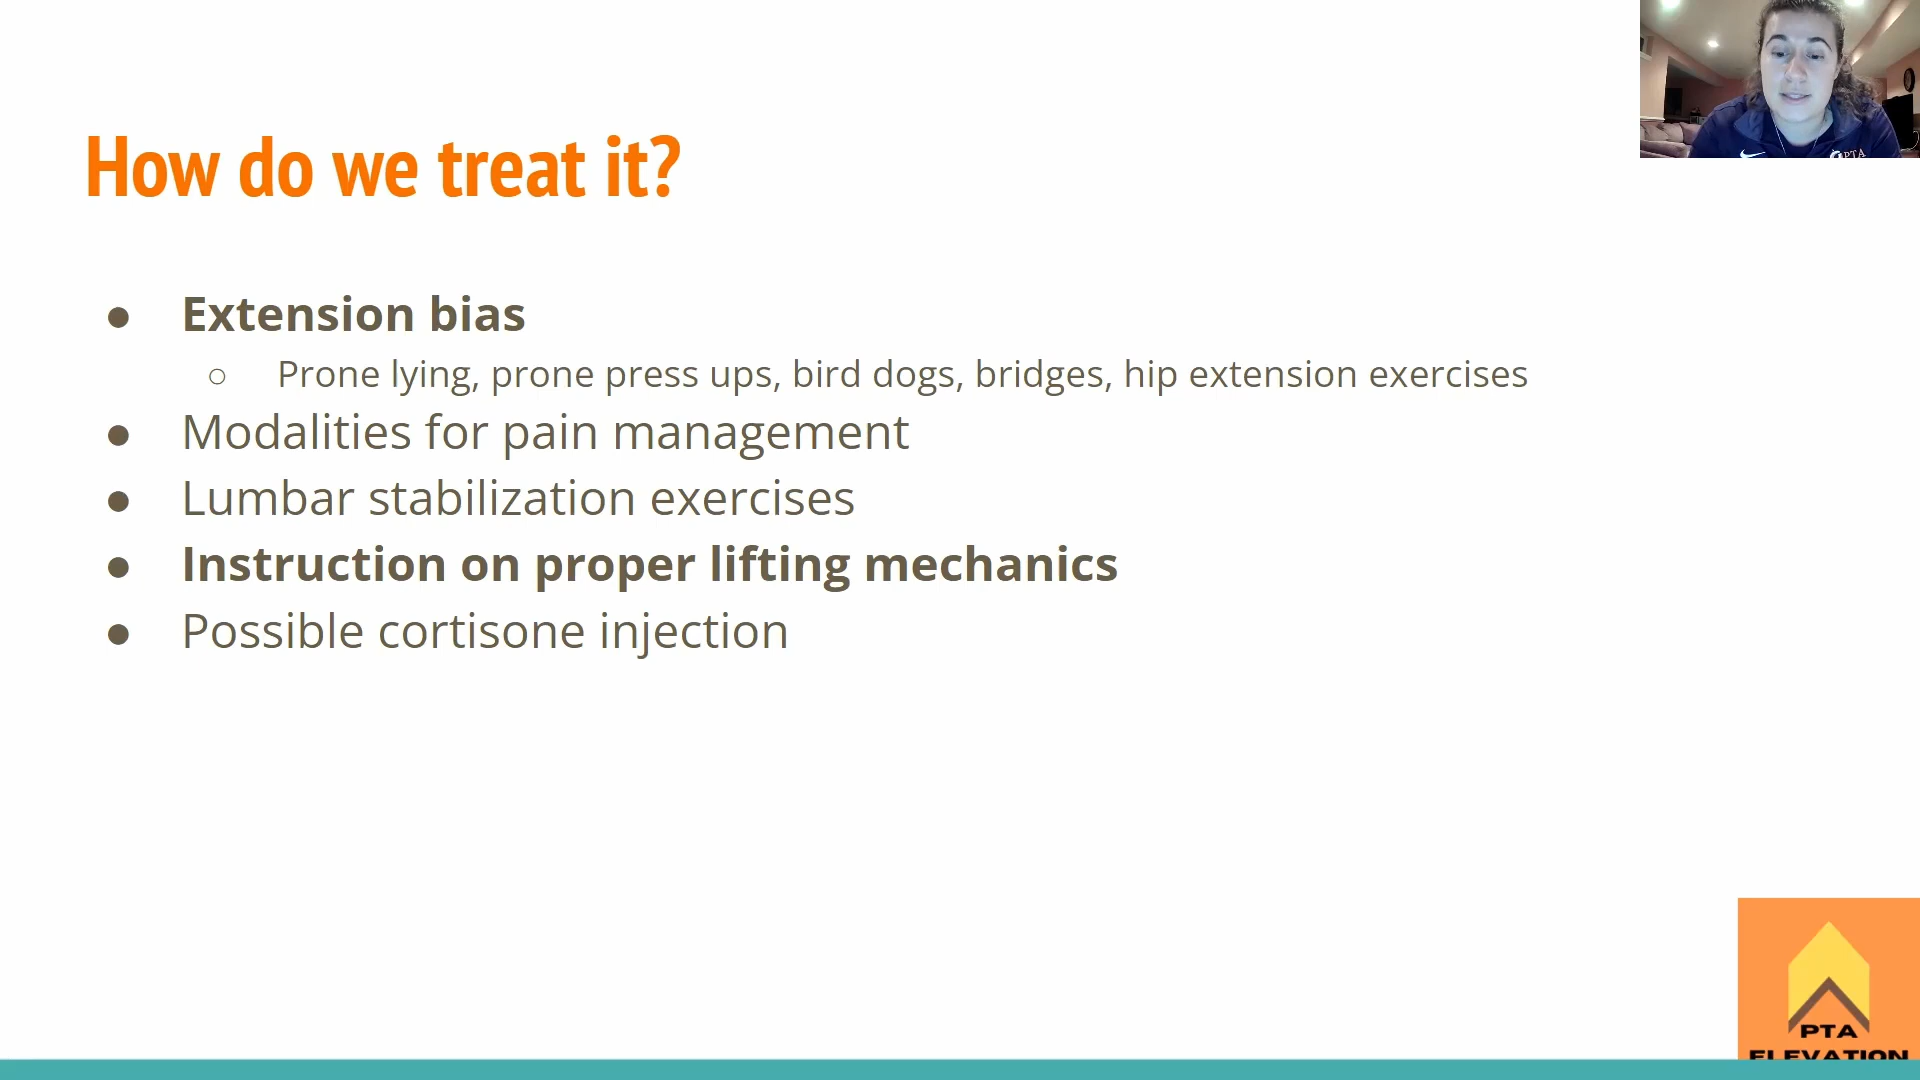 How do we treat it?
● Extension bias
○ Prone lying, prone press ups, bird dogs, bridges, hip extension exercises
● Modalities for pain management
● Lumbar stabilization exercises
● Instruction on proper lifting mechanics
● Possible cortisone injection
PTA
PTA
ELEVATION